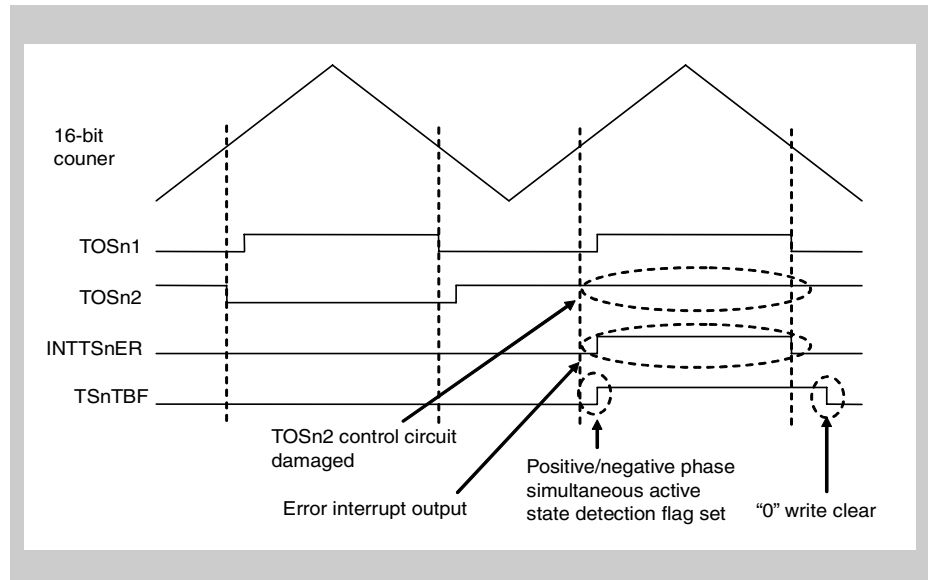 16-bit
couner
TOSn1
TOSn2
INTTSnER
TSnTBF
TOSn2 control circuit
damaged
Error interrupt output
Positive/negative phase
simultaneous active
state detection flag set
“0” write clear